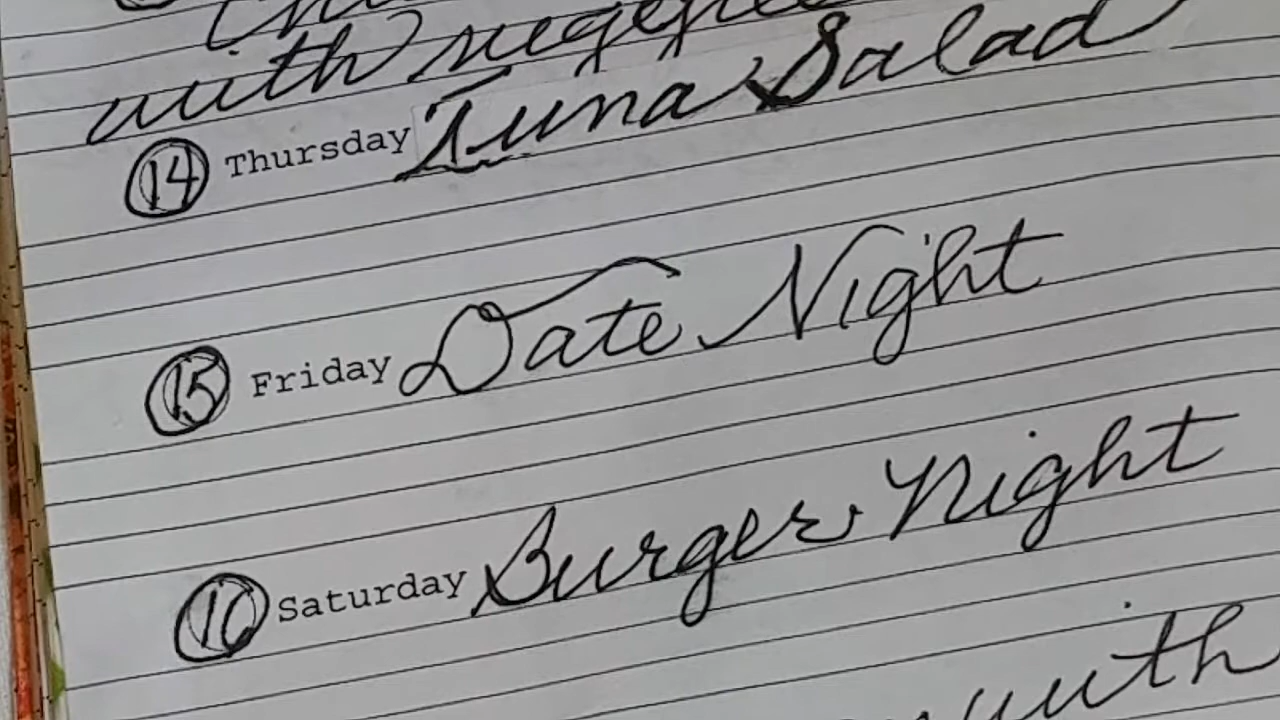 with
14 Thursday Tuna Salad
15 Friday Date Night
16 Saturday Burger Night
with